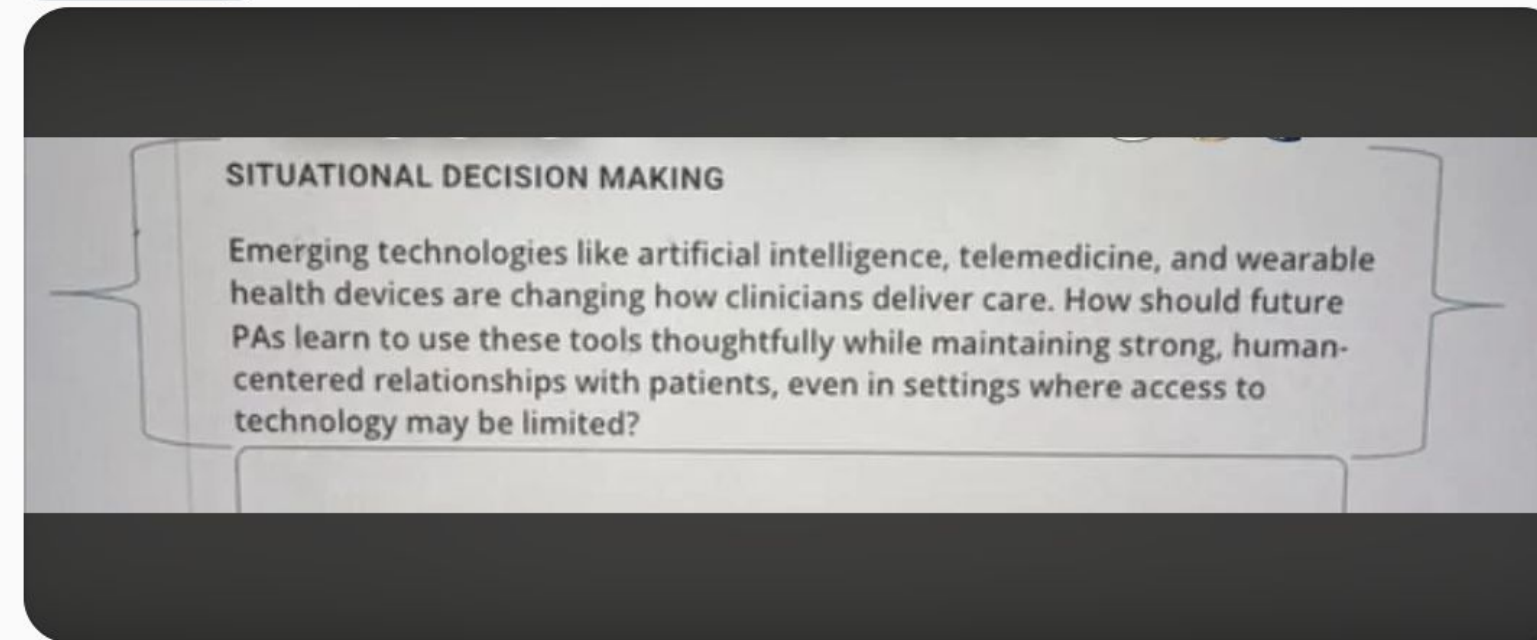 SITUATIONAL DECISION MAKING
Emerging technologies like artificial intelligence, telemedicine, and wearable
health devices are changing how clinicians deliver care. How should future
PAs learn to use these tools thoughtfully while maintaining strong, human-
centered relationships with patients, even in settings where access to
technology may be limited?